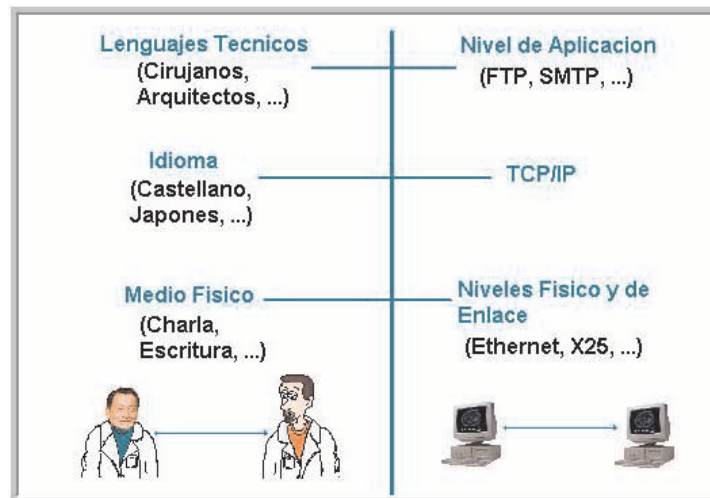 Lenguajes Tecnicos
(Cirujanos,
Arquitectos, ...)
Nivel de Aplicacion
(FTP, SMTP, ...)
Idioma
(Castellano,
Japones, ...)
TCP/IP
Medio Fisico
(Charla,
Escritura, ...)
Niveles Fisico y de
Enlace
(Ethernet, X25, ...)